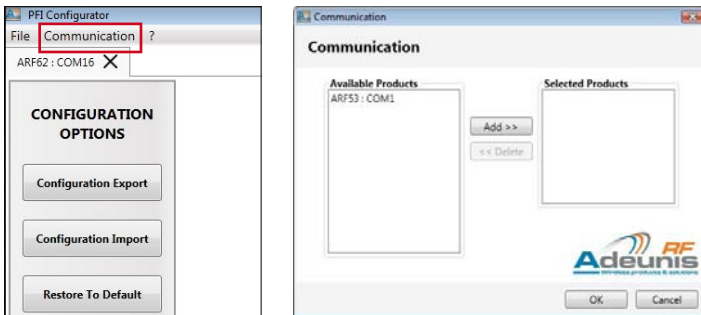 PFI Configurator
File Communication ?
ARF62 : COM16
CONFIGURATION
OPTIONS
Configuration Export
Configuration Import
Restore To Default
Communication
Communication
Available Products
ARF53 : COM1
Add >>
<< Delete
Selected Products
Adeunis RF
Wireless products & solutions
OK Cancel